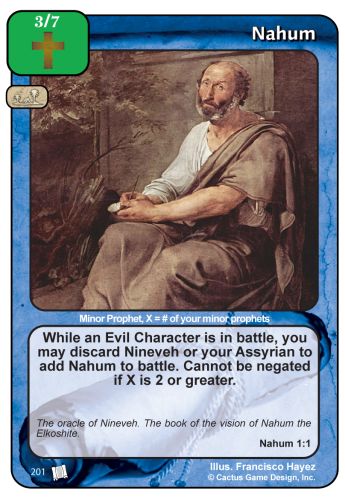 3/7
Nahum
Minor Prophet, X = # of your minor prophets
While an Evil Character is in battle, you
may discard Nineveh or your Assyrian to
add Nahum to battle. Cannot be negated
if X is 2 or greater.
The oracle of Nineveh. The book of the vision of Nahum the
Elkoshite.
Nahum 1:1
201
Illus. Francisco Hayez
© Cactus Game Design, Inc.